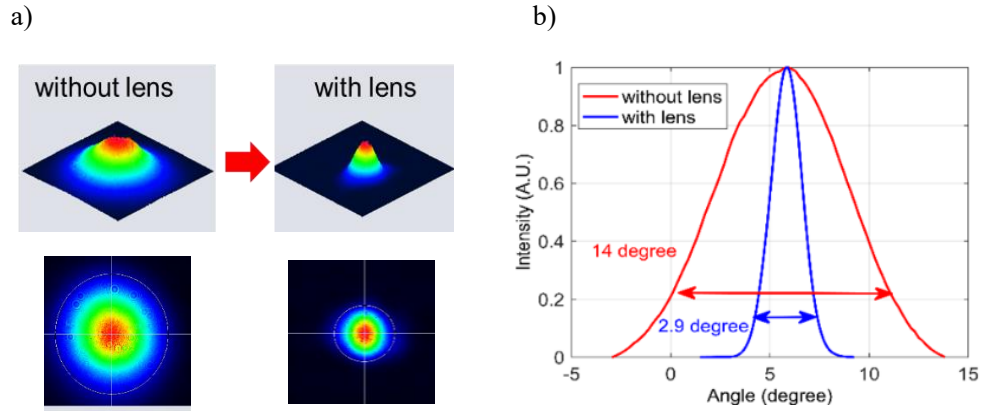 a)
b)
without lens
with lens
1
0.8
0.6
0.4
0.2
0
Intensity (A.U.)
without lens
with lens
14 degree
2.9 degree
-5
0
5
10
15
Angle (degree)